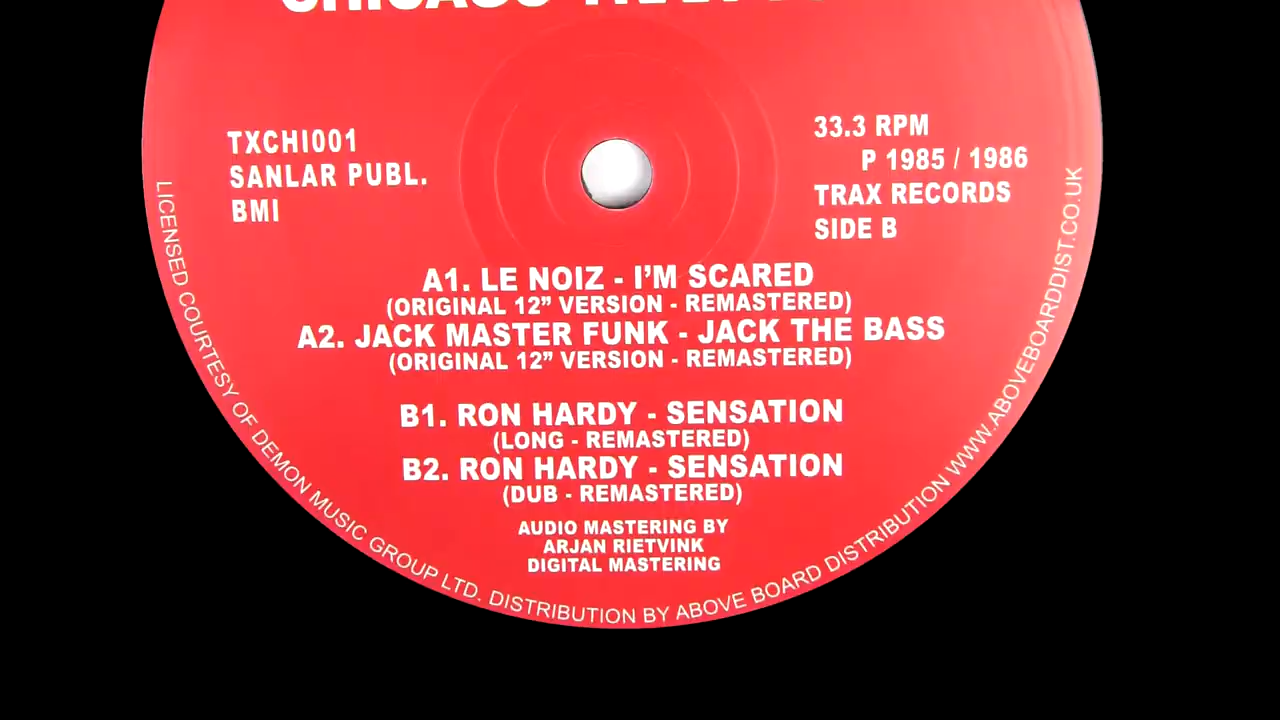 CHICAGO
TXCHI001
SANLAR PUBL.
BMI
33.3 RPM
P 1985 / 1986
TRAX RECORDS
SIDE B
A1. LE NOIZ - I'M SCARED
(ORIGINAL 12” VERSION - REMASTERED)
A2. JACK MASTER FUNK - JACK THE BASS
(ORIGINAL 12” VERSION - REMASTERED)
B1. RON HARDY - SENSATION
(LONG - REMASTERED)
B2. RON HARDY - SENSATION
(DUB - REMASTERED)
AUDIO MASTERING BY
ARJAN RIETVINK
DIGITAL MASTERING
LICENSED COURTESY OF DEMON MUSIC GROUP LTD. DISTRIBUTION BY ABOVE BOARD DISTRIBUTION WWW.ABOVEBOARDDIST.CO.UK